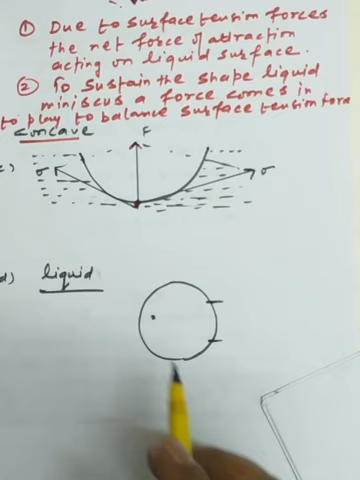 ① Due to surface tension forces
the net force of attraction
acting on liquid surface.
② To sustain the shape liquid
miniscus a force comes in
to play to balance surface tension force
concave
F
c)
σ
σ
d) liquid